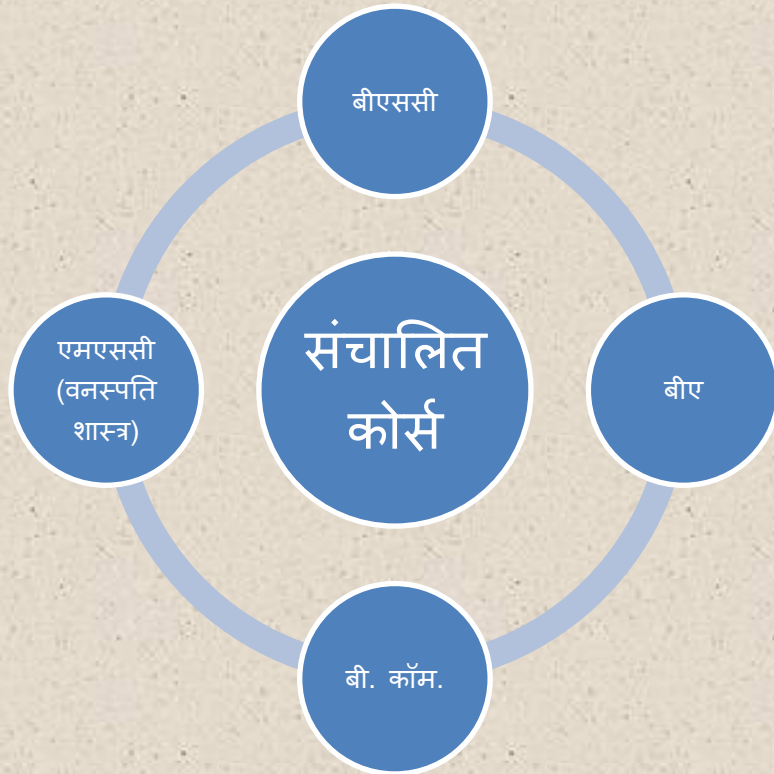 बीएससी
संचालित
कोर्स
एमएससी
(वनस्पति
शास्त्र)
बीए
बी. कॉम.